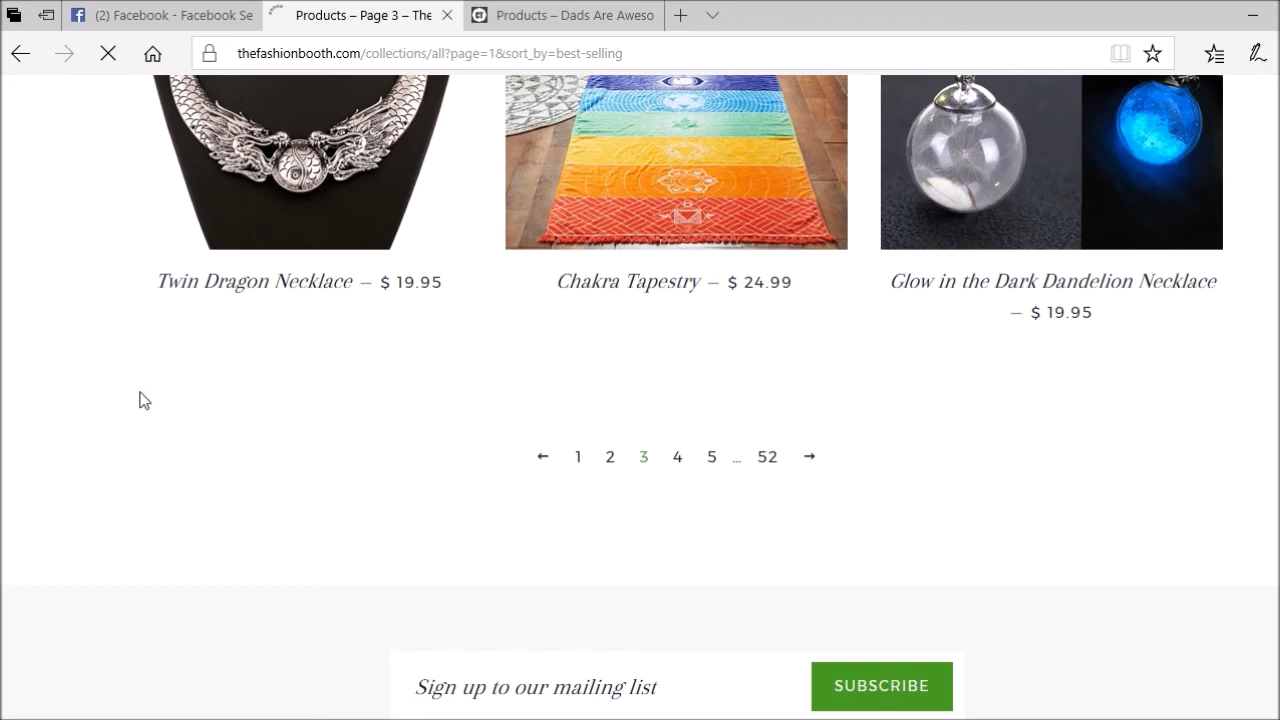 (2) Facebook - Facebook Se
Products – Page 3 – The
Products – Dads Are Aweso
thefashionbooth.com/collections/all?page=1&sort_by=best-selling
Twin Dragon Necklace — $ 19.95
Chakra Tapestry — $ 24.99
Glow in the Dark Dandelion Necklace
— $ 19.95
← 1 2 3 4 5 … 52 →
Sign up to our mailing list
SUBSCRIBE